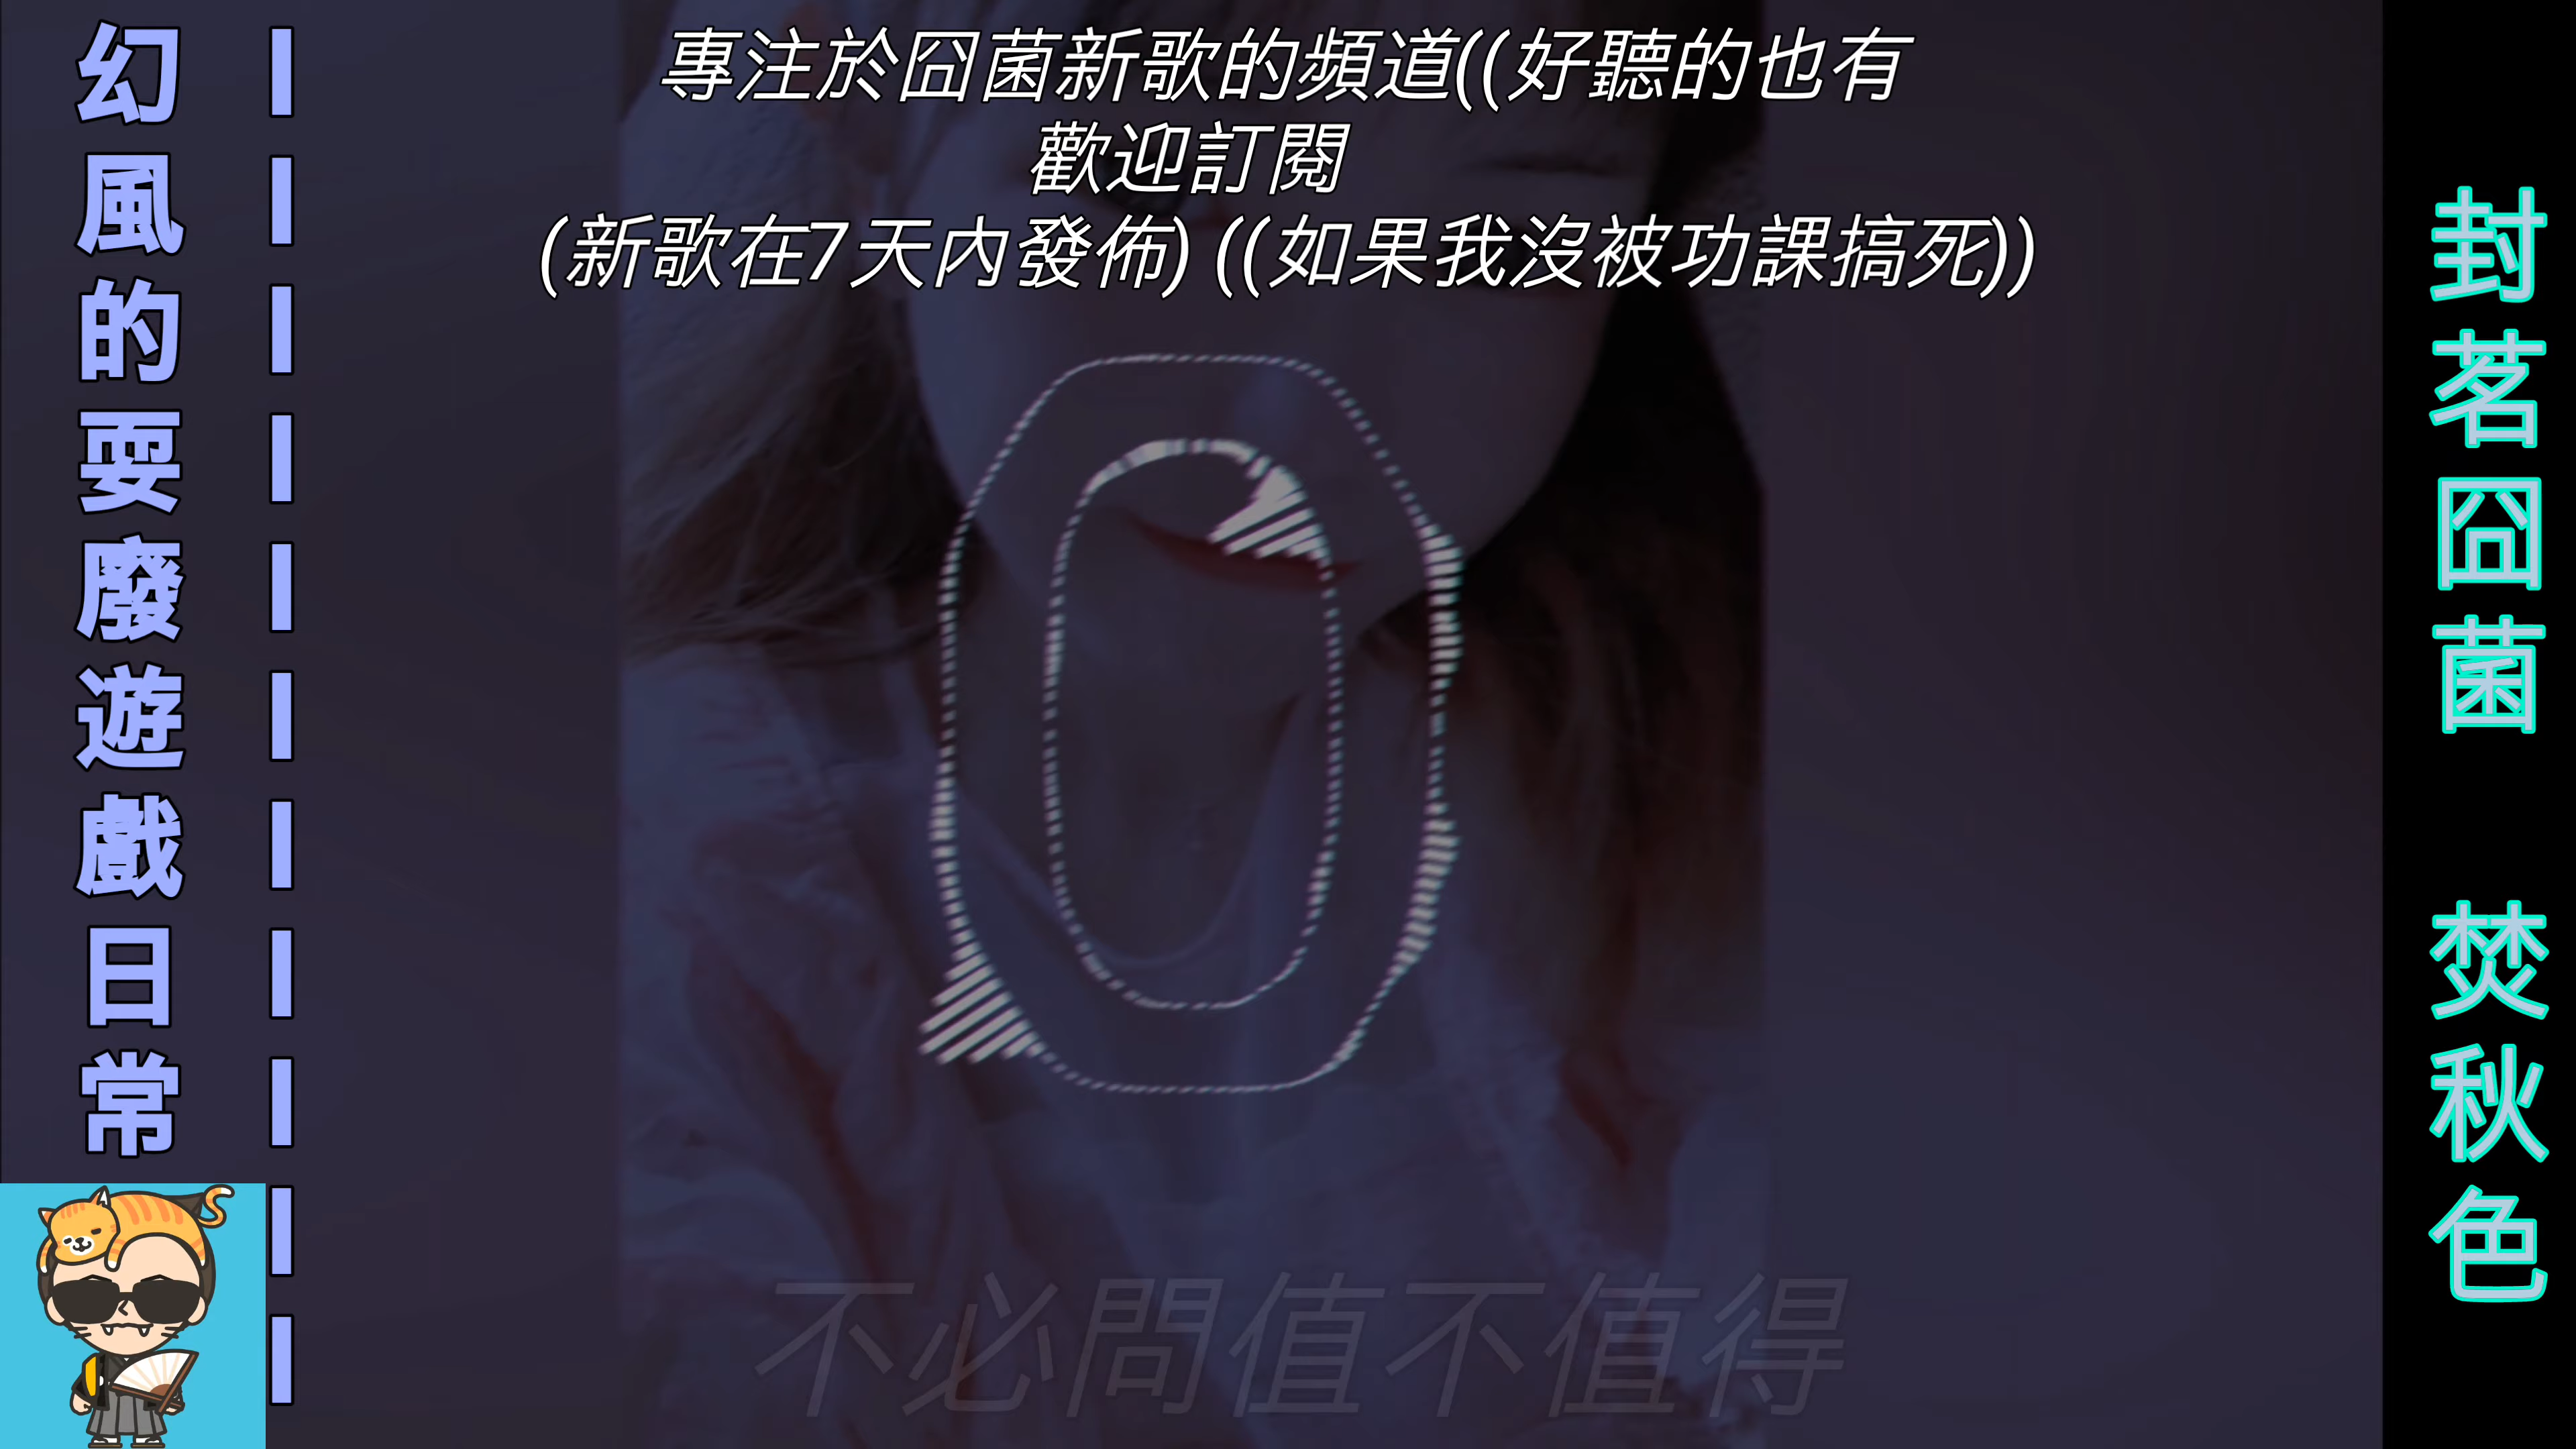 幻風的耍廢遊戲日常
專注於囧菌新歌的頻道((好聽的也有
歡迎訂閱
(新歌在7天內發佈) ((如果我沒被功課搞死))
不必問值不值得
封茗囧菌 焚秋色